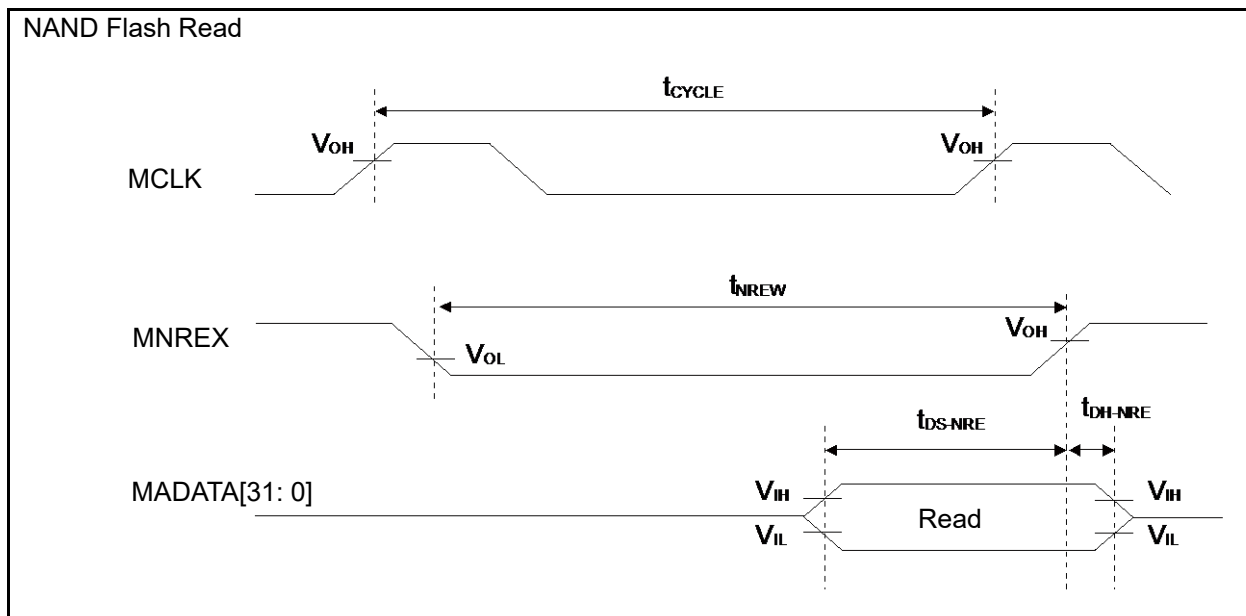 NAND Flash Read
tCYCLE
VOH
VOH
MCLK
tNREW
MNREX
VOL
VOH
tDS-NRE
tDH-NRE
MADATA[31: 0]
VIH
VIL
Read
VIH
VIL